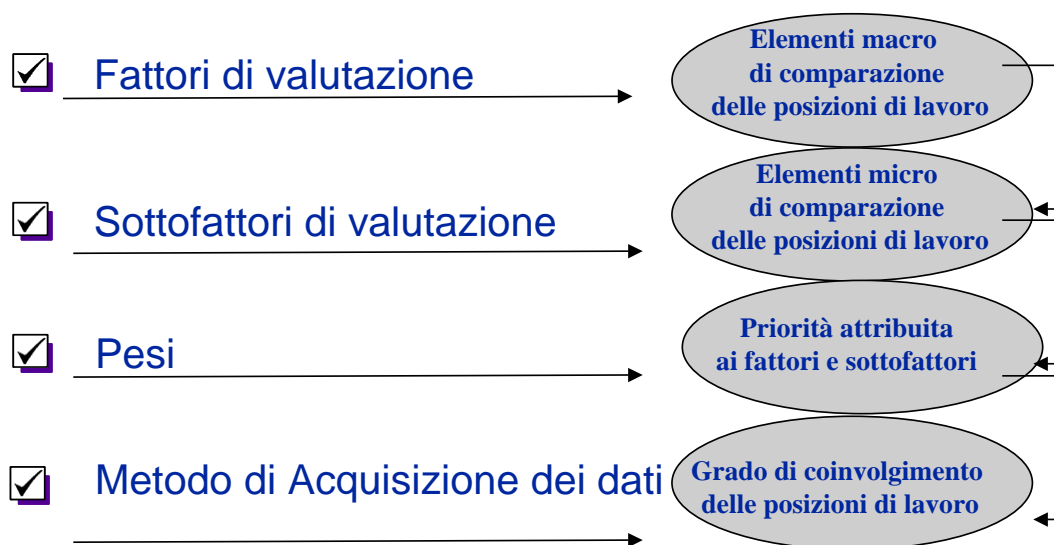 Fattori di valutazione
Elementi macro
di comparazione
delle posizioni di lavoro
Sottofattori di valutazione
Elementi micro
di comparazione
delle posizioni di lavoro
Pesi
Priorità attribuita
ai fattori e sottofattori
Metodo di Acquisizione dei dati
Grado di coinvolgimento
delle posizioni di lavoro